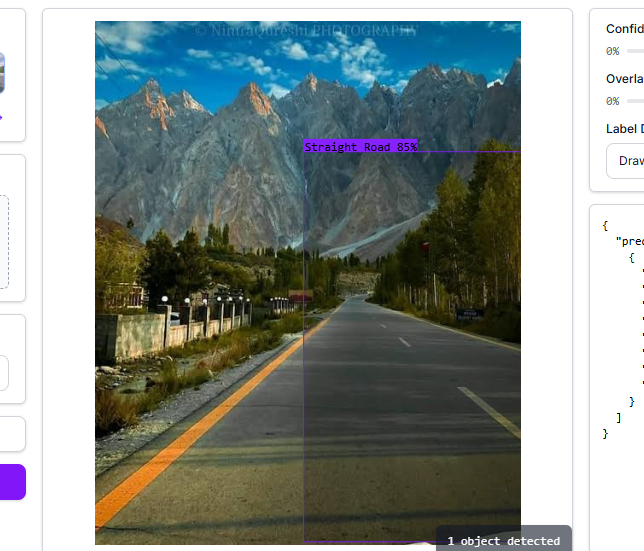 © NimraQureshi PHOTOGRAPHY
Straight Road 85%
1 object detected
Confid
0%
Overla
0%
Label D
Draw
{
"pred
{
}
]
}